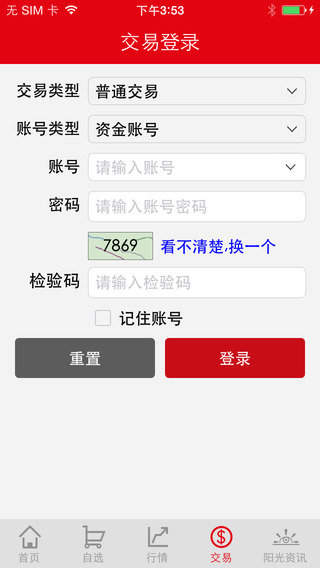 无 SIM 卡 下午3:53
交易登录
交易类型 普通交易
账号类型 资金账号
账号 请输入账号
密码 请输入账号密码
7869 看不清楚,换一个
检验码 请输入检验码
记住账号
重置 登录
首页 自选 行情 交易 阳光资讯